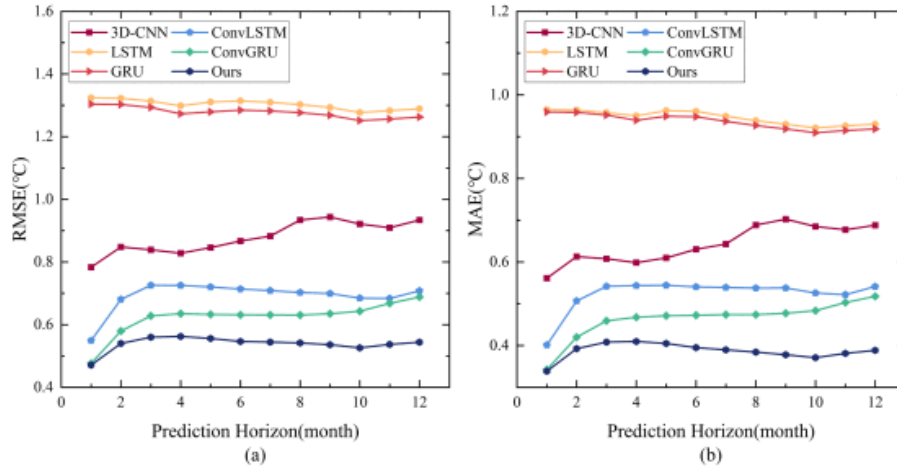 1.6
1.4
1.2
1.0
0.8
0.6
0.4
RMSE(℃)
3D-CNN
LSTM
GRU
ConvLSTM
ConvGRU
Ours
0 2 4 6 8 10 12
Prediction Horizon(month)
(a)
1.2
1.0
0.8
0.6
0.4
MAE(℃)
3D-CNN
LSTM
GRU
ConvLSTM
ConvGRU
Ours
0 2 4 6 8 10 12
Prediction Horizon(month)
(b)